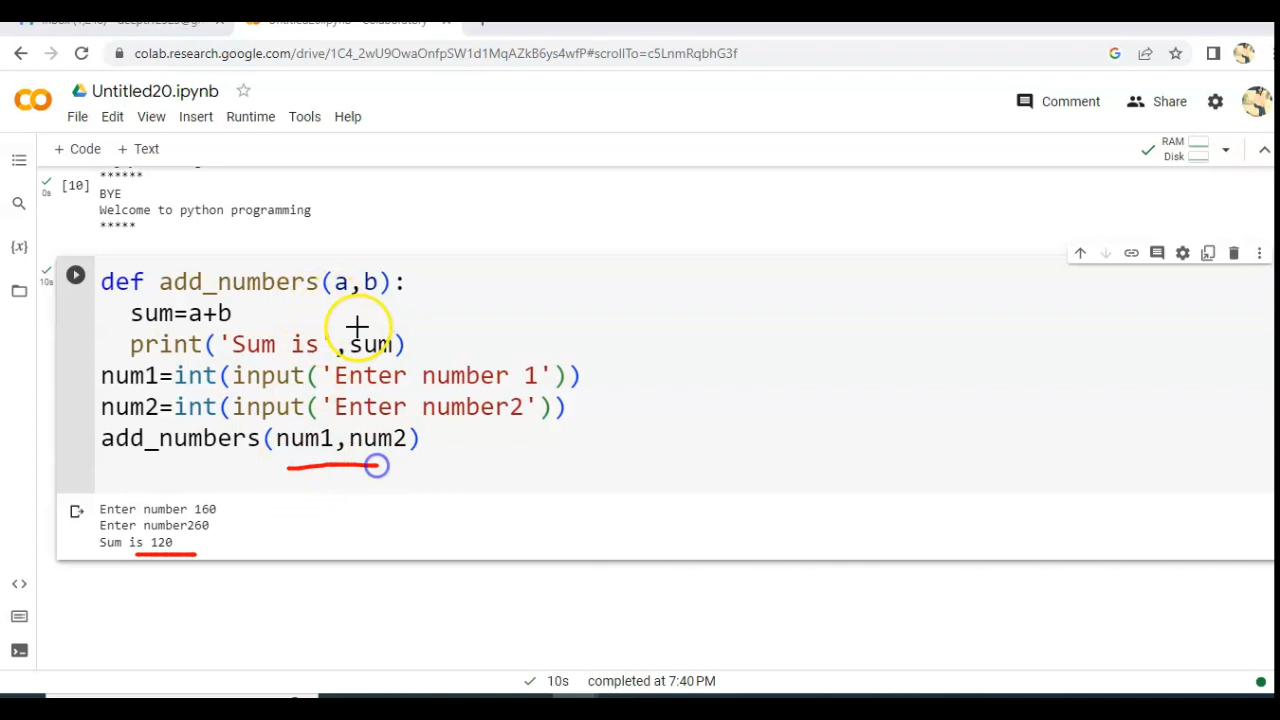 colab.research.google.com/drive/1C4_2wU9OwaOnfpSW1d1MqAZkB6ys4wfP#scrollTo=c5LnmRqbhG3f
CO Untitled20.ipynb
Comment Share
File Edit View Insert Runtime Tools Help
+ Code + Text
RAM
Disk
******
0s [10] BYE
Welcome to python programming
*****
{x}
10s def add_numbers(a,b):
sum=a+b
print('Sum is',sum)
num1=int(input('Enter number 1'))
num2=int(input('Enter number2'))
add_numbers(num1,num2)
Enter number 160
Enter number260
Sum is 120
10s completed at 7:40 PM